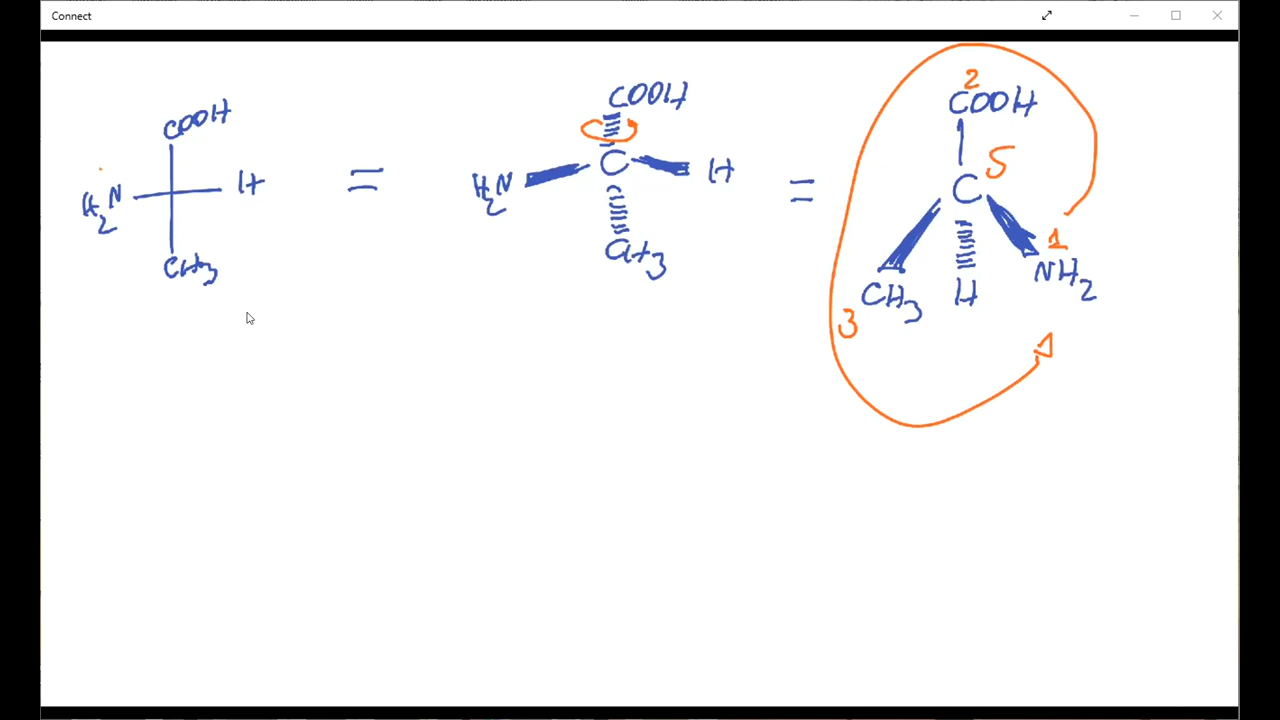 Connect
COOH
H2N
H
CH3
=
COOH
H2N
C
H
CH3
=
2
COOH
C
S
1
CH3
H
NH2
3